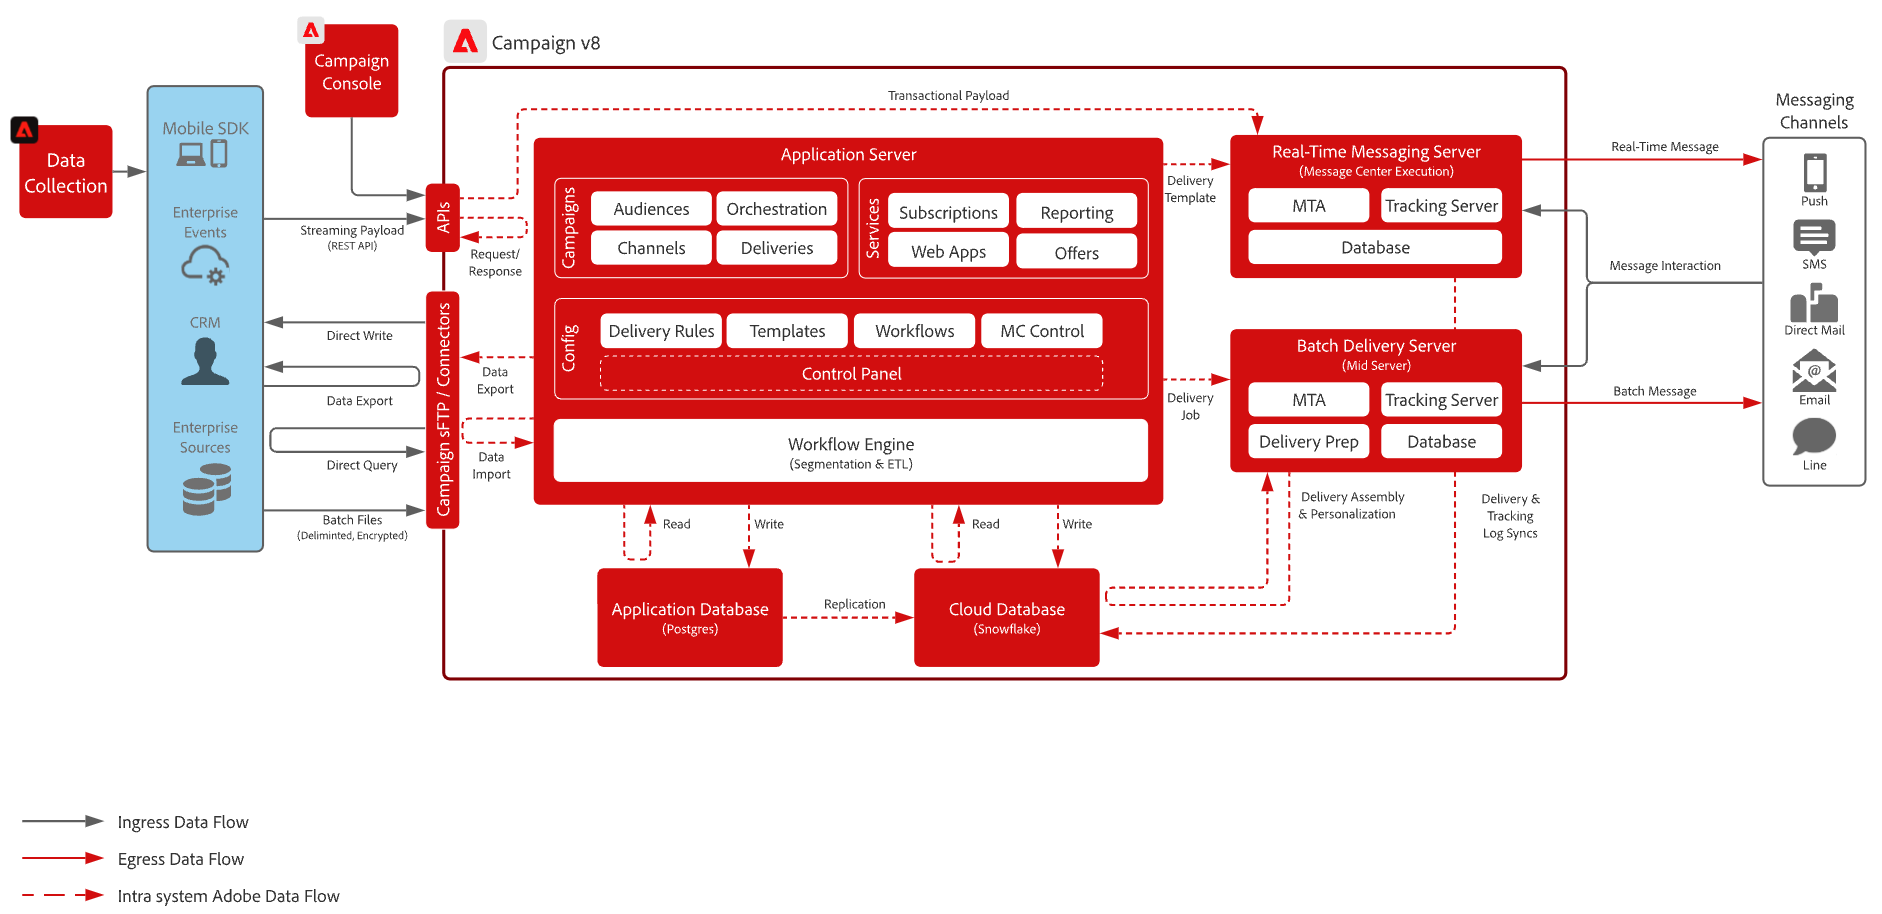 Campaign
Console
Campaign v8
Data
Collection
Mobile SDK
Enterprise
Events
CRM
Enterprise
Sources
Streaming Payload
(REST API)
Direct Write
Data Export
Direct Query
Batch Files
(Deliminted, Encrypted)
APIs
Campaign sFTP / Connectors
Transactional Payload
Request/
Response
Data
Export
Data
Import
Application Server
Campaigns
Audiences
Orchestration
Channels
Deliveries
Services
Subscriptions
Reporting
Web Apps
Offers
Config
Delivery Rules
Templates
Workflows
MC Control
Control Panel
Workflow Engine
(Segmentation & ETL)
Read
Write
Read
Write
Application Database
(Postgres)
Replication
Cloud Database
(Snowflake)
Delivery
Template
Delivery
Job
Real-Time Messaging Server
(Message Center Execution)
MTA
Tracking Server
Database
Batch Delivery Server
(Mid Server)
MTA
Tracking Server
Delivery Prep
Database
Delivery Assembly
& Personalization
Delivery &
Tracking
Log Syncs
Real-Time Message
Message Interaction
Batch Message
Messaging
Channels
Push
SMS
Direct Mail
@
Email
Line
Ingress Data Flow
Egress Data Flow
Intra system Adobe Data Flow